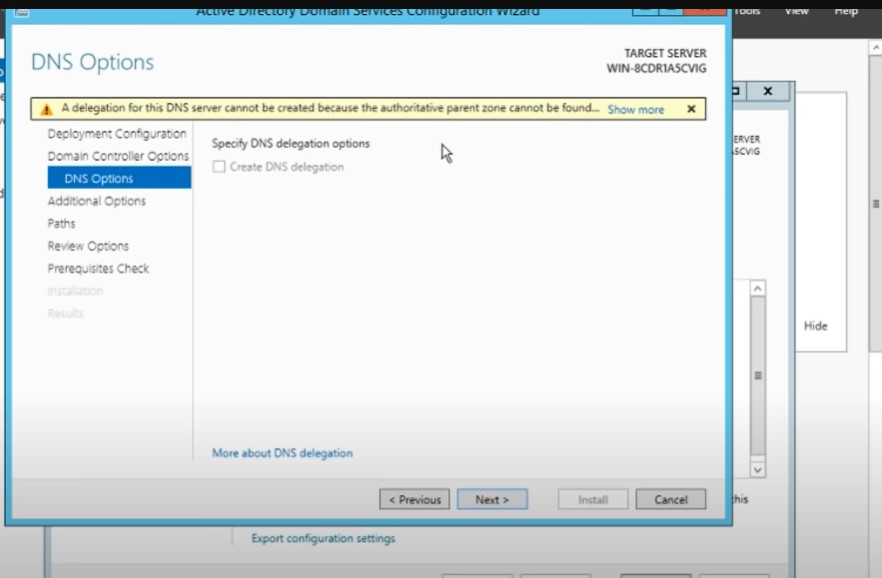 Active Directory Domain Services Configuration Wizard
Tools View Help
DNS Options
TARGET SERVER
WIN-8CDR1A5CVIG
A delegation for this DNS server cannot be created because the authoritative parent zone cannot be found... Show more
Deployment Configuration
Domain Controller Options
DNS Options
Additional Options
Paths
Review Options
Prerequisites Check
Installation
Results
Specify DNS delegation options
Create DNS delegation
More about DNS delegation
< Previous
Next >
Install
Cancel
Hide
this
Export configuration settings